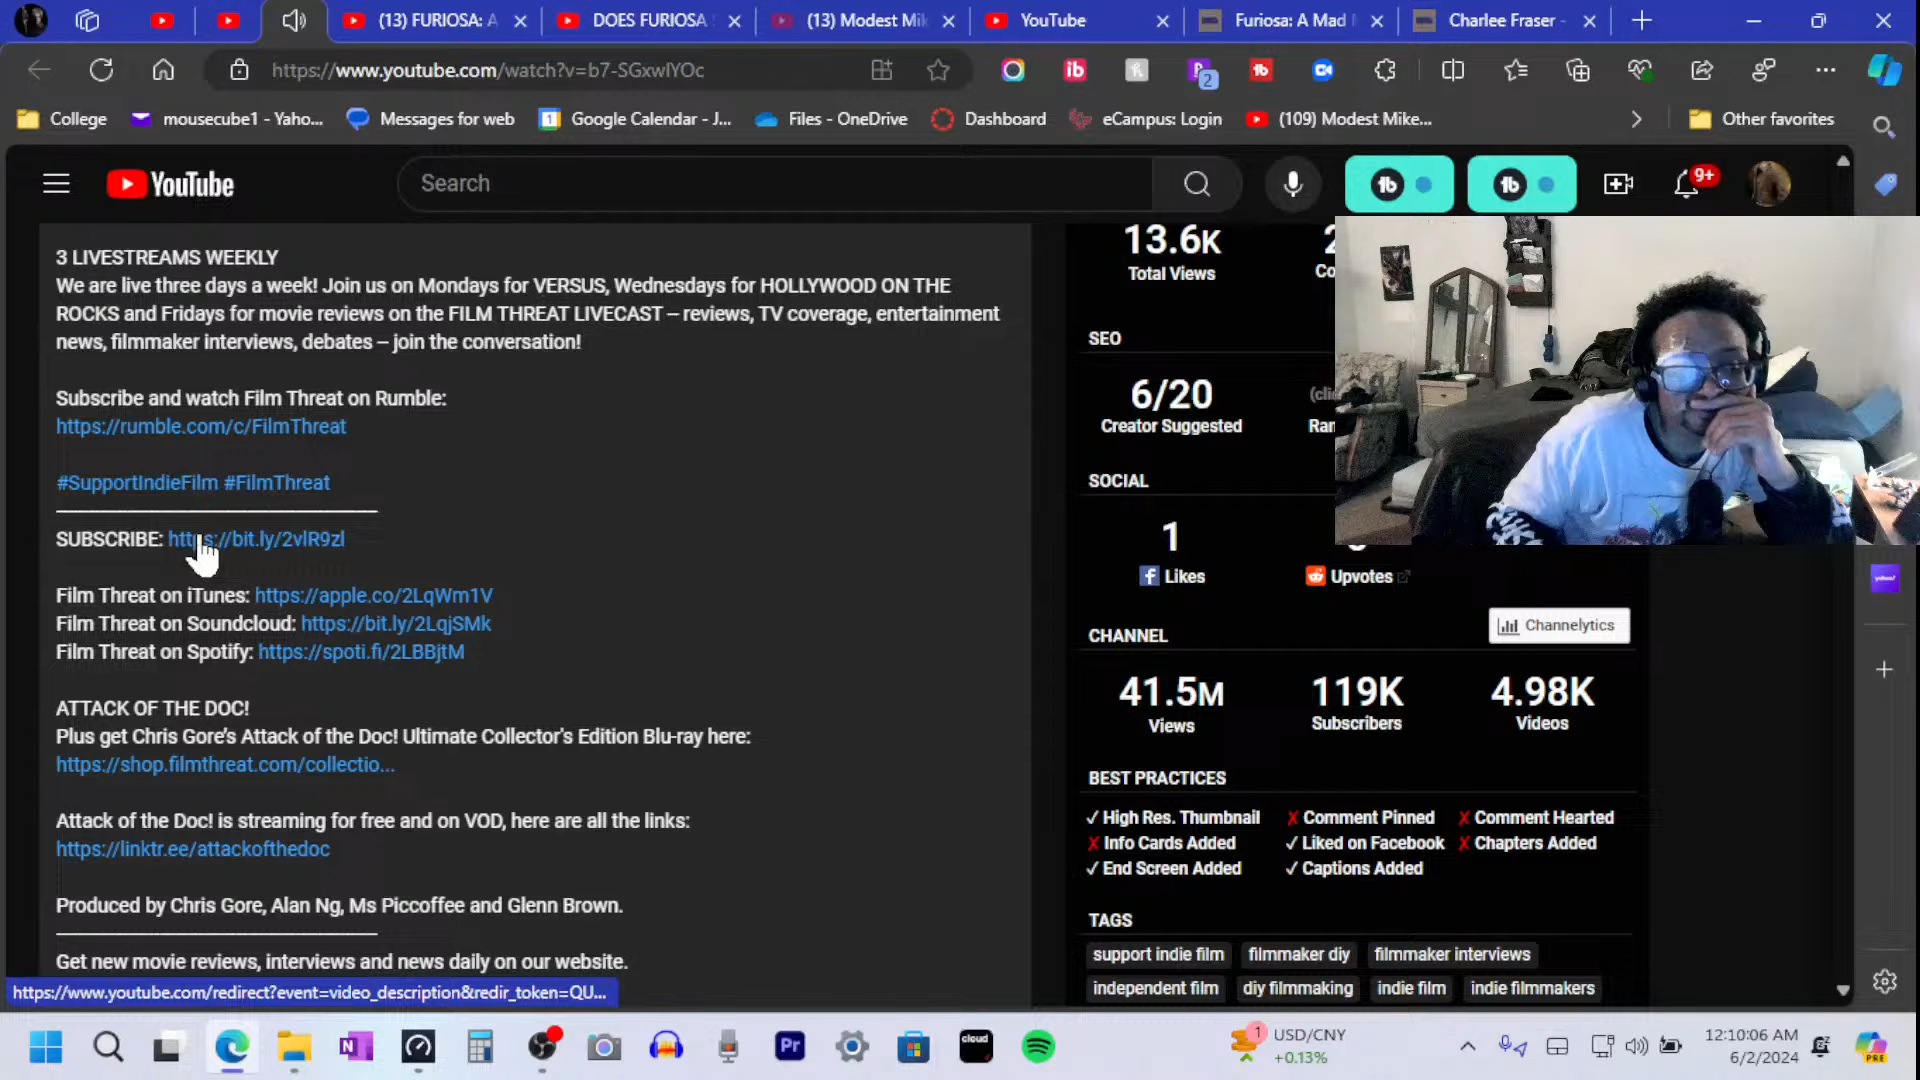 (13) FURIOSA: A
DOES FURIOSA
(13) Modest Mik
YouTube
Furiosa: A Mad
Charlee Fraser -
https://www.youtube.com/watch?v=b7-SGxwIYOc
2
College
mousecube1 - Yaho...
Messages for web
Google Calendar - J...
Files - OneDrive
Dashboard
eCampus: Login
(109) Modest Mike...
Other favorites
YouTube
Search
9+
3 LIVESTREAMS WEEKLY
We are live three days a week! Join us on Mondays for VERSUS, Wednesdays for HOLLYWOOD ON THE
ROCKS and Fridays for movie reviews on the FILM THREAT LIVECAST – reviews, TV coverage, entertainment
news, filmmaker interviews, debates – join the conversation!
Subscribe and watch Film Threat on Rumble:
https://rumble.com/c/FilmThreat
#SupportIndieFilm #FilmThreat
SUBSCRIBE: https://bit.ly/2vlR9zl
Film Threat on iTunes: https://apple.co/2LqWm1V
Film Threat on Soundcloud: https://bit.ly/2LqjSMk
Film Threat on Spotify: https://spoti.fi/2LBBjtM
ATTACK OF THE DOC!
Plus get Chris Gore's Attack of the Doc! Ultimate Collector's Edition Blu-ray here:
https://shop.filmthreat.com/collectio...
Attack of the Doc! is streaming for free and on VOD, here are all the links:
https://linktr.ee/attackofthedoc
Produced by Chris Gore, Alan Ng, Ms Piccoffee and Glenn Brown.
Get new movie reviews, interviews and news daily on our website.
https://www.youtube.com/redirect?event=video_description&redir_token=QU...
13.6K
Total Views
SEO
6/20
Creator Suggested
SOCIAL
1
Likes
Upvotes
CHANNEL
Channelytics
41.5M
Views
119K
Subscribers
4.98K
Videos
BEST PRACTICES
✓ High Res. Thumbnail
✗ Comment Pinned
✗ Comment Hearted
✗ Info Cards Added
✓ Liked on Facebook
✗ Chapters Added
✓ End Screen Added
✓ Captions Added
TAGS
support indie film
filmmaker diy
filmmaker interviews
independent film
diy filmmaking
indie film
indie filmmakers
USD/CNY
+0.13%
12:10:06 AM
6/2/2024